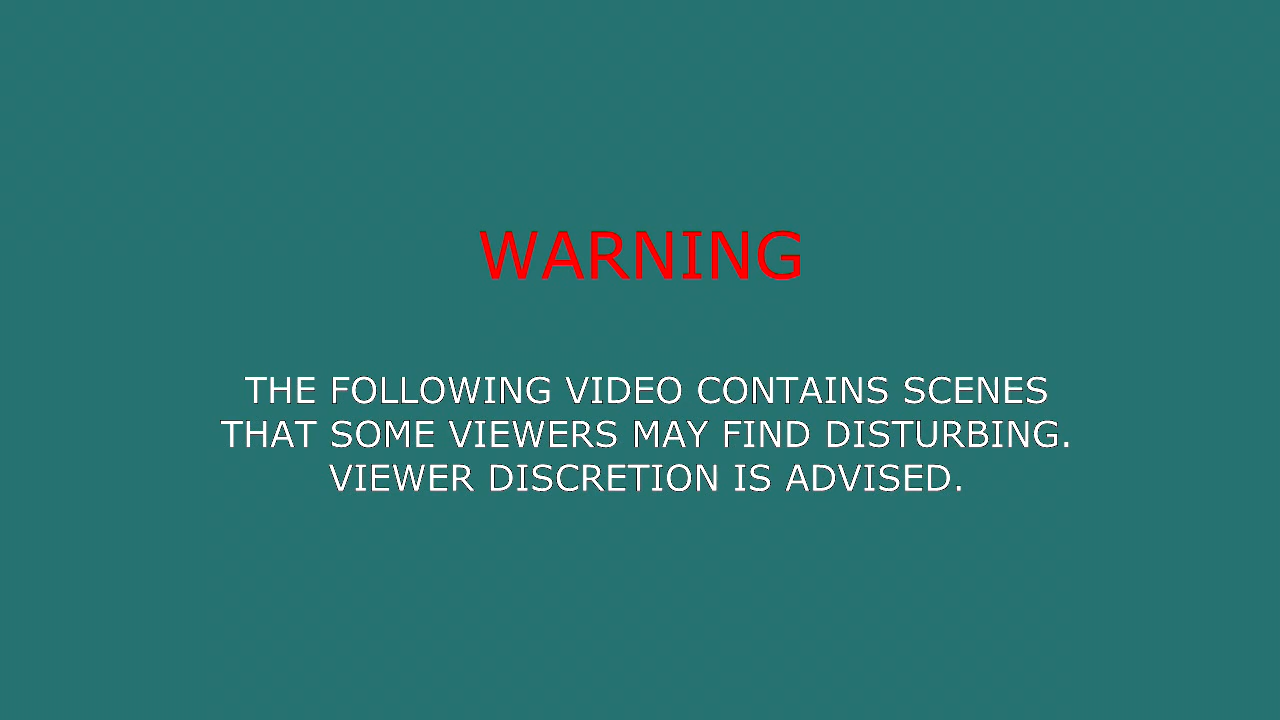 WARNING
THE FOLLOWING VIDEO CONTAINS SCENES
THAT SOME VIEWERS MAY FIND DISTURBING.
VIEWER DISCRETION IS ADVISED.